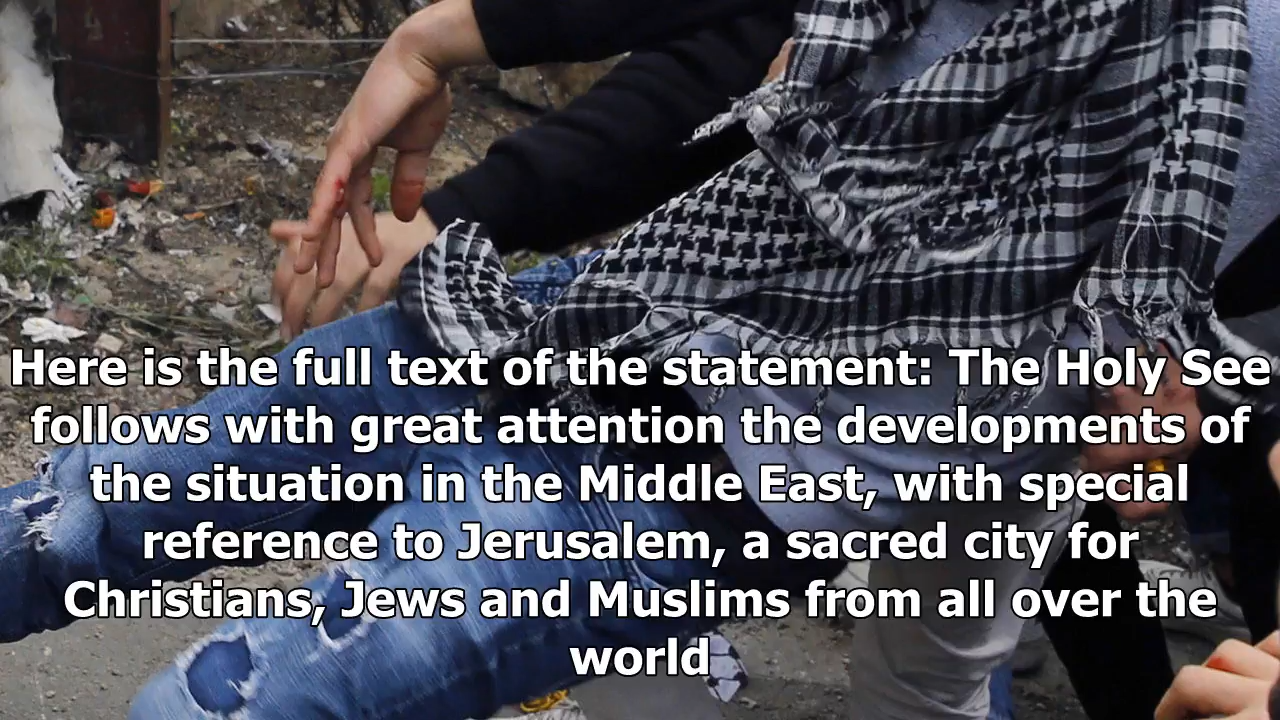 Here is the full text of the statement: The Holy See
follows with great attention the developments of
the situation in the Middle East, with special
reference to Jerusalem, a sacred city for
Christians, Jews and Muslims from all over the
world